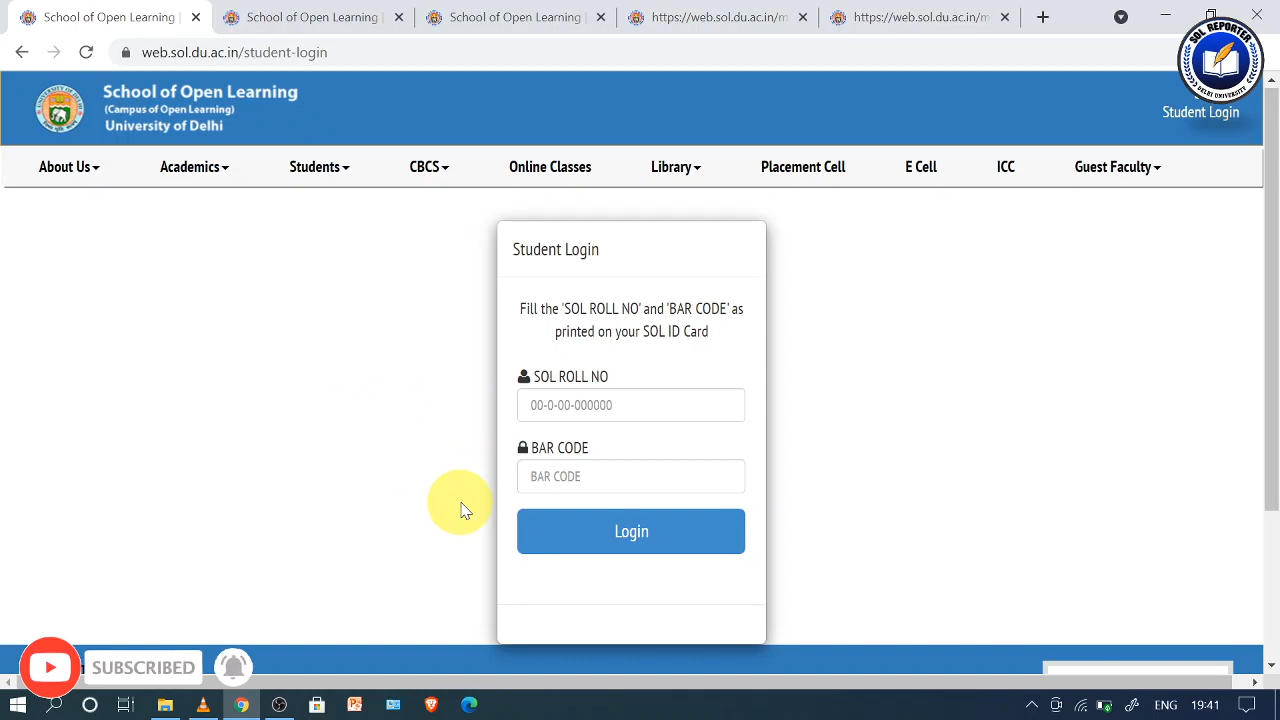 School of Open Learning
School of Open Learning
School of Open Learning
https://web.sol.du.ac.in/m
https://web.sol.du.ac.in/m
web.sol.du.ac.in/student-login
SOL REPORTER
DELHI UNIVERSITY
School of Open Learning
(Campus of Open Learning)
University of Delhi
Student Login
About Us
Academics
Students
CBCS
Online Classes
Library
Placement Cell
E Cell
ICC
Guest Faculty
Student Login
Fill the 'SOL ROLL NO' and 'BAR CODE' as
printed on your SOL ID Card
SOL ROLL NO
00-0-00-000000
BAR CODE
BAR CODE
Login
SUBSCRIBED
ENG
19:41